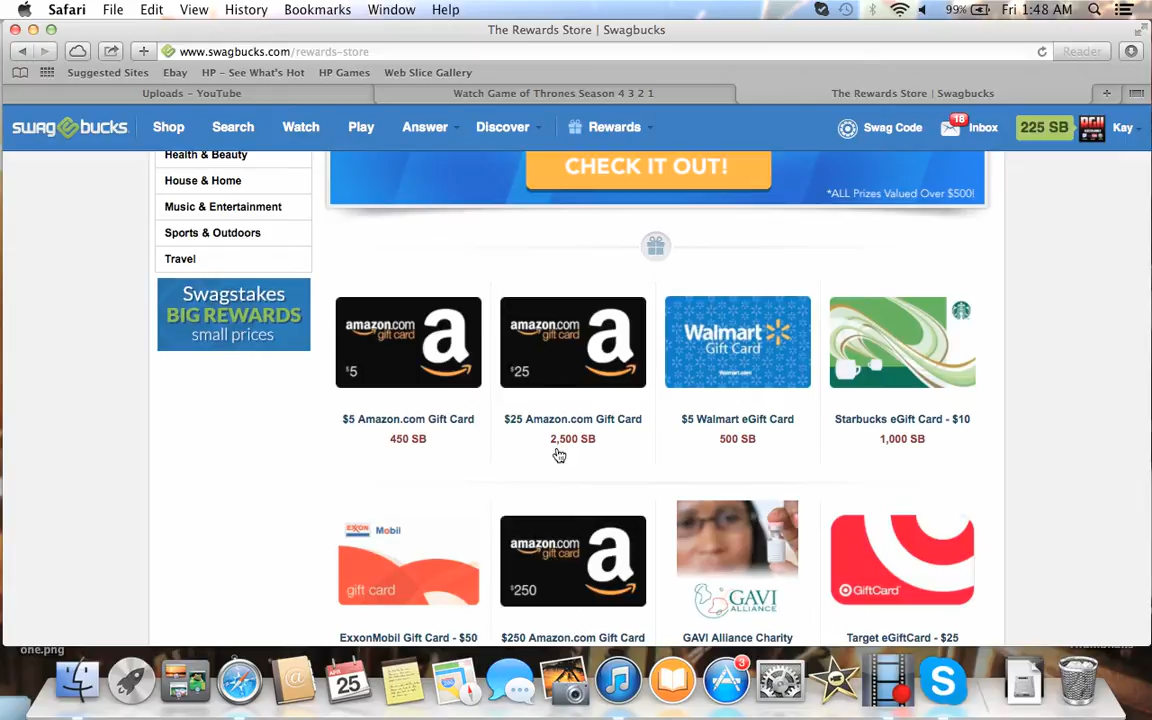 Safari File Edit View History Bookmarks Window Help 99% Fri 1:48 AM
The Rewards Store | Swagbucks
www.swagbucks.com/rewards-store Reader
Suggested Sites Ebay HP - See What's Hot HP Games Web Slice Gallery
Uploads - YouTube Watch Game of Thrones Season 4 3 2 1 The Rewards Store | Swagbucks
swagbucks Shop Search Watch Play Answer Discover Rewards Swag Code 18 Inbox 225 SB Kay
Health & Beauty
House & Home
Music & Entertainment
Sports & Outdoors
Travel
Swagstakes
BIG REWARDS
small prices
CHECK IT OUT!
*ALL Prizes Valued Over $500!
amazon.com
gift card
$5
amazon.com
gift card
$25
Walmart
Gift Card
Walmart.com
$5 Amazon.com Gift Card $25 Amazon.com Gift Card $5 Walmart eGift Card Starbucks eGift Card - $10
450 SB 2,500 SB 500 SB 1,000 SB
EXXON Mobil
gift card
amazon.com
gift card
$250
GAVI
ALLIANCE
GiftCard
ExxonMobil Gift Card - $50 $250 Amazon.com Gift Card GAVI Alliance Charity Target eGiftCard - $25
one.png
25
3